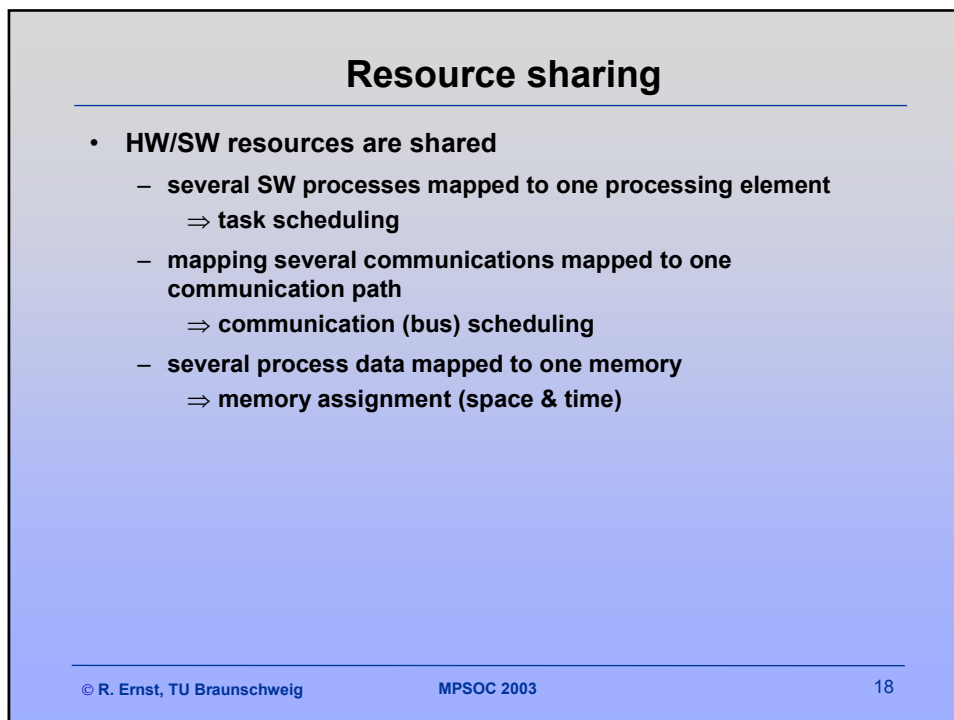 Resource sharing
• HW/SW resources are shared
– several SW processes mapped to one processing element
⇒ task scheduling
– mapping several communications mapped to one
communication path
⇒ communication (bus) scheduling
– several process data mapped to one memory
⇒ memory assignment (space & time)
© R. Ernst, TU Braunschweig MPSOC 2003 18